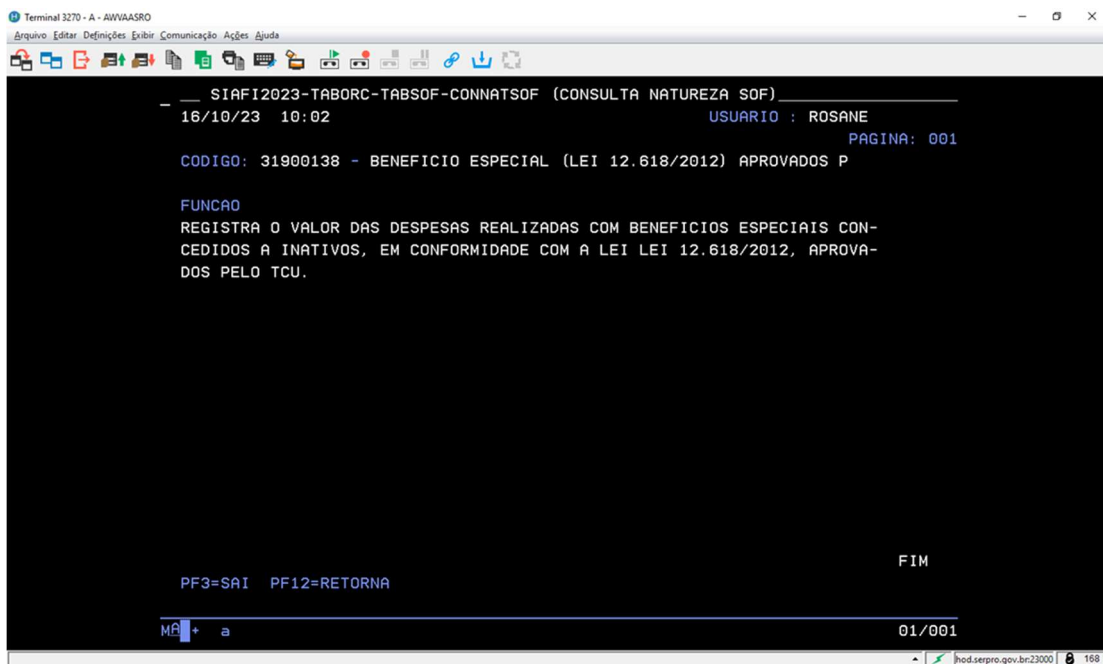 Terminal 3270 - A - AWVAASRO
Arquivo Editar Definições Exibir Comunicação Ações Ajuda
__ SIAFI2023-TABORC-TABSOF-CONNATSOF (CONSULTA NATUREZA SOF)____________________
16/10/23 10:02 USUARIO : ROSANE
PAGINA: 001
CODIGO: 31900138 - BENEFICIO ESPECIAL (LEI 12.618/2012) APROVADOS P
FUNCAO
REGISTRA O VALOR DAS DESPESAS REALIZADAS COM BENEFICIOS ESPECIAIS CON-
CEDIDOS A INATIVOS, EM CONFORMIDADE COM A LEI LEI 12.618/2012, APROVA-
DOS PELO TCU.
FIM
PF3=SAI PF12=RETORNA
MA + a 01/001
hod.serpro.gov.br:23000 168